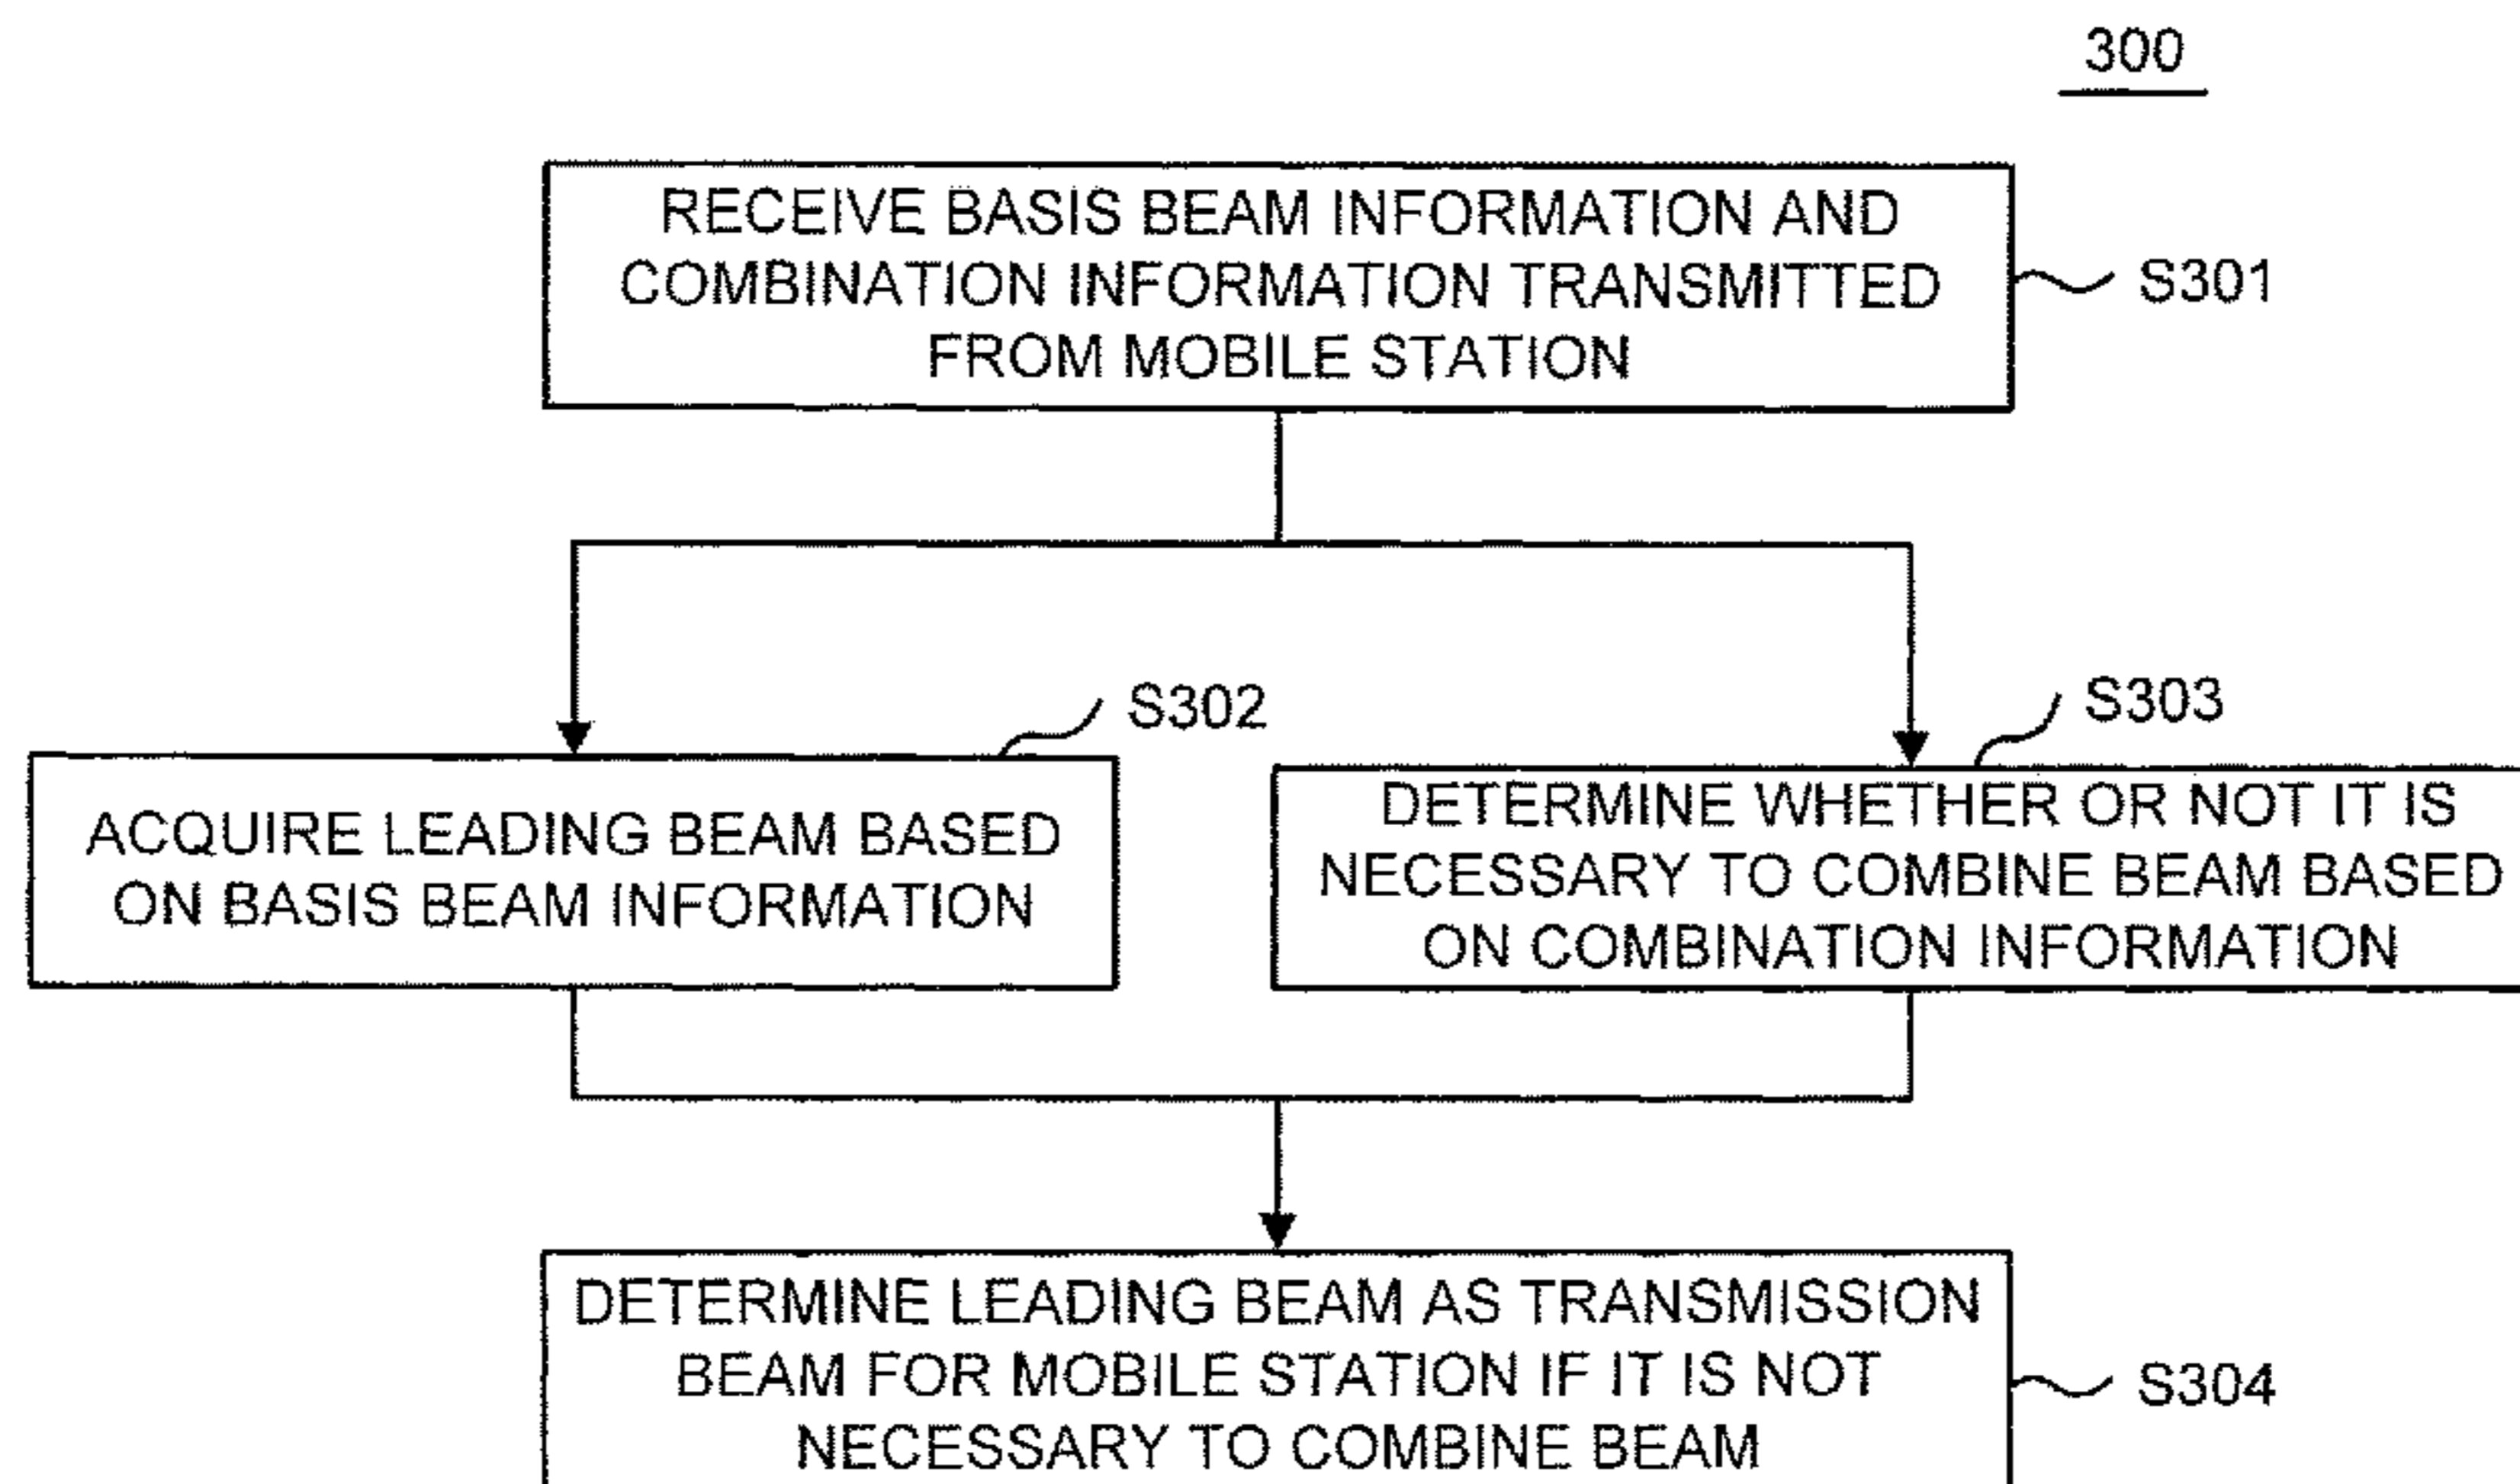 300
RECEIVE BASIS BEAM INFORMATION AND
COMBINATION INFORMATION TRANSMITTED
FROM MOBILE STATION
S301
S302
ACQUIRE LEADING BEAM BASED
ON BASIS BEAM INFORMATION
S303
DETERMINE WHETHER OR NOT IT IS
NECESSARY TO COMBINE BEAM BASED
ON COMBINATION INFORMATION
DETERMINE LEADING BEAM AS TRANSMISSION
BEAM FOR MOBILE STATION IF IT IS NOT
NECESSARY TO COMBINE BEAM
S304